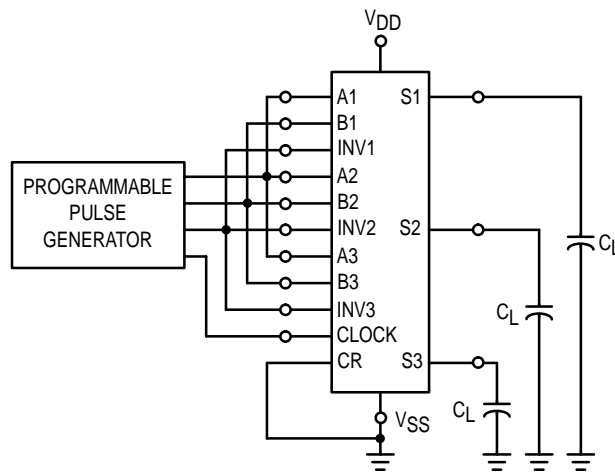 VDD
A1
S1
B1
INV1
A2
B2
INV2
S2
A3
B3
INV3
CLOCK
CR
S3
PROGRAMMABLE
PULSE
GENERATOR
CL
CL
CL
VSS